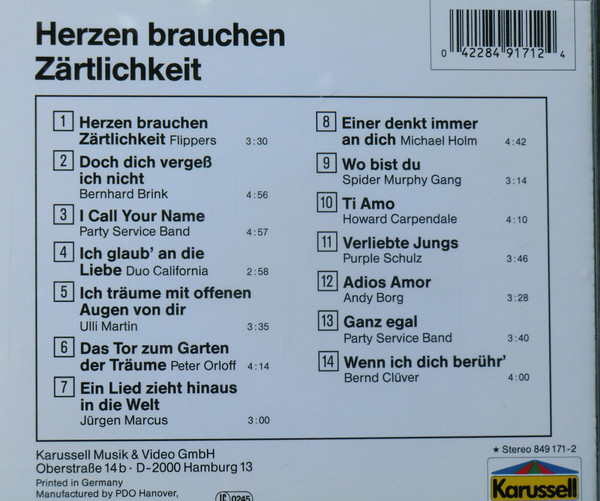 Herzen brauchen
Zärtlichkeit
0 42284 91712 4
1 Herzen brauchen
Zärtlichkeit Flippers 3:30
2 Doch dich vergeß
ich nicht
Bernhard Brink 4:56
3 I Call Your Name
Party Service Band 4:57
4 Ich glaub' an die
Liebe Duo California 2:58
5 Ich träume mit offenen
Augen von dir
Ulli Martin 3:35
6 Das Tor zum Garten
der Träume Peter Orloff 4:14
7 Ein Lied zieht hinaus
in die Welt
Jürgen Marcus 3:00
8 Einer denkt immer
an dich Michael Holm 4:42
9 Wo bist du
Spider Murphy Gang 3:14
10 Ti Amo
Howard Carpendale 4:10
11 Verliebte Jungs
Purple Schulz 3:46
12 Adios Amor
Andy Borg 3:28
13 Ganz egal
Party Service Band 3:40
14 Wenn ich dich berühr'
Bernd Clüver 4:00
Karussell Musik & Video GmbH
Oberstraße 14 b · D-2000 Hamburg 13
Printed in Germany
Manufactured by PDO Hannover,
LC 0245
★ Stereo 849 171-2
Karussell